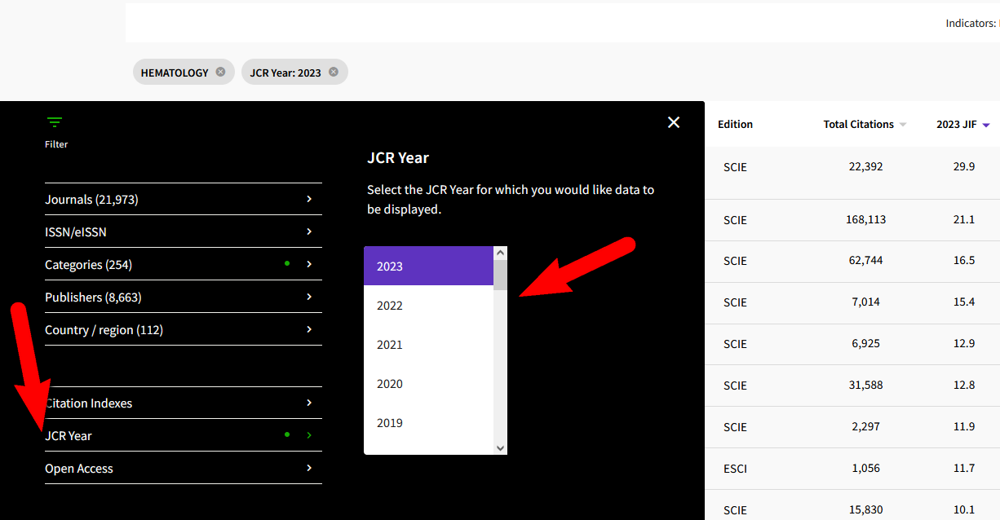 Indicators:
HEMATOLOGY
JCR Year: 2023
Filter
Journals (21,973)
ISSN/eISSN
Categories (254)
Publishers (8,663)
Country / region (112)
Citation Indexes
JCR Year
Open Access
JCR Year
Select the JCR Year for which you would like data to
be displayed.
2023
2022
2021
2020
2019
Edition Total Citations 2023 JIF
SCIE 22,392 29.9
SCIE 168,113 21.1
SCIE 62,744 16.5
SCIE 7,014 15.4
SCIE 6,925 12.9
SCIE 31,588 12.8
SCIE 2,297 11.9
ESCI 1,056 11.7
SCIE 15,830 10.1